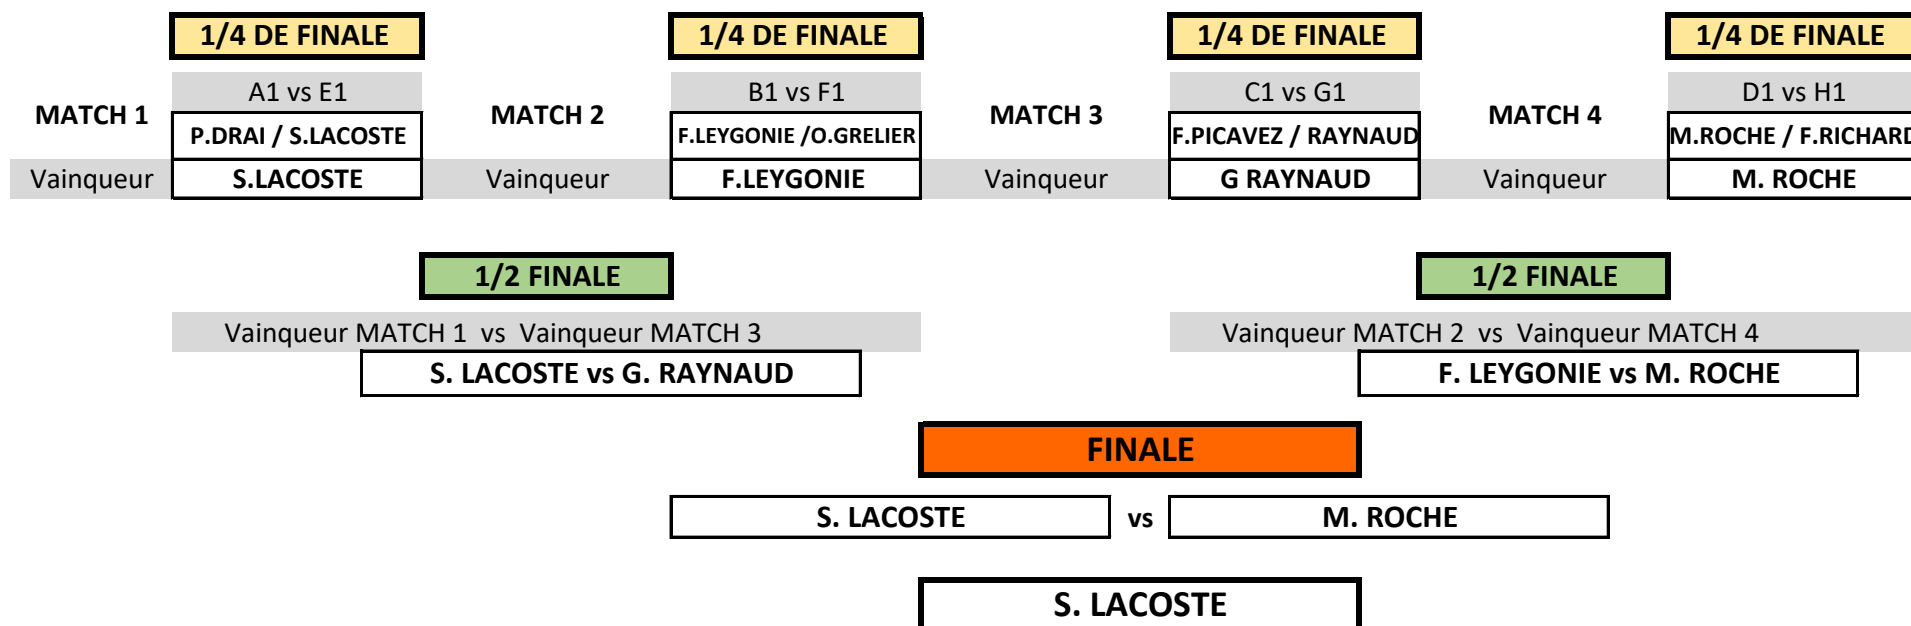 1/4 DE FINALE 1/4 DE FINALE 1/4 DE FINALE 1/4 DE FINALE
A1 vs E1 B1 vs F1 C1 vs G1 D1 vs H1
MATCH 1 MATCH 2 MATCH 3 MATCH 4
P.DRAI / S.LACOSTE F.LEYGONIE /O.GRELIER F.PICAVEZ / RAYNAUD M.ROCHE / F.RICHARD
Vainqueur S.LACOSTE Vainqueur F.LEYGONIE Vainqueur G RAYNAUD Vainqueur M. ROCHE
1/2 FINALE 1/2 FINALE
Vainqueur MATCH 1 vs Vainqueur MATCH 3 Vainqueur MATCH 2 vs Vainqueur MATCH 4
S. LACOSTE vs G. RAYNAUD F. LEYGONIE vs M. ROCHE
FINALE
S. LACOSTE vs M. ROCHE
S. LACOSTE